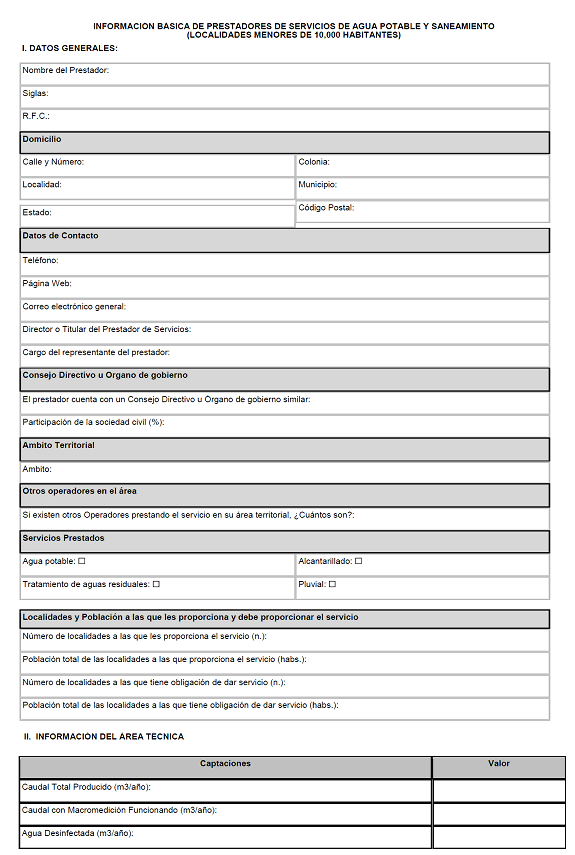 INFORMACION BASICA DE PRESTADORES DE SERVICIOS DE AGUA POTABLE Y SANEAMIENTO
(LOCALIDADES MENORES DE 10,000 HABITANTES)
I. DATOS GENERALES:
Nombre del Prestador:
Siglas:
R.F.C.:
Domicilio
Calle y Número: Colonia:
Localidad: Municipio:
Estado: Código Postal:
Datos de Contacto
Teléfono:
Página Web:
Correo electrónico general:
Director o Titular del Prestador de Servicios:
Cargo del representante del prestador:
Consejo Directivo u Organo de gobierno
El prestador cuenta con un Consejo Directivo u Organo de gobierno similar:
Participación de la sociedad civil (%):
Ambito Territorial
Ambito:
Otros operadores en el área
Si existen otros Operadores prestando el servicio en su área territorial, ¿Cuántos son?:
Servicios Prestados
Agua potable: ☐ Alcantarillado: ☐
Tratamiento de aguas residuales: ☐ Pluvial: ☐
Localidades y Población a las que les proporciona y debe proporcionar el servicio
Número de localidades a las que les proporciona el servicio (n.):
Población total de las localidades a las que proporciona el servicio (habs.):
Número de localidades a las que tiene obligación de dar servicio (n.):
Población total de las localidades a las que tiene obligación de dar servicio (habs.):
II. INFORMACIÓN DEL AREA TECNICA
Captaciones Valor
Caudal Total Producido (m3/año):
Caudal con Macromedición Funcionando (m3/año):
Agua Desinfectada (m3/año):